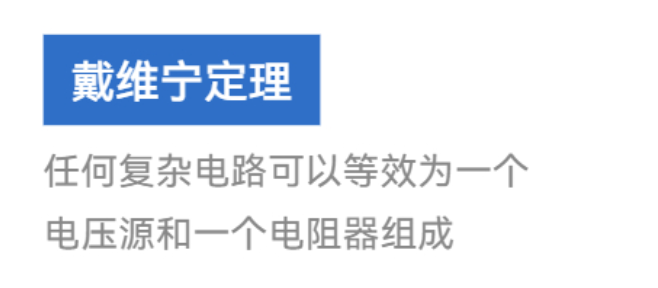 戴维宁定理
任何复杂电路可以等效为一个
电压源和一个电阻器组成